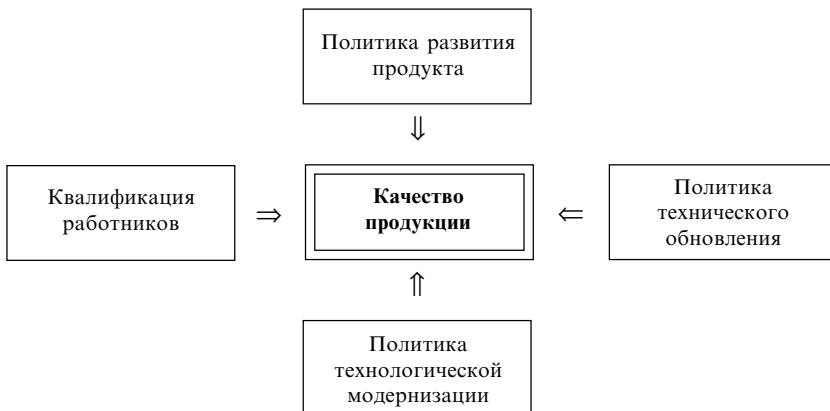 Политика развития
продукта
⇓
Квалификация
работников
⇒
Качество
продукции
⇐
Политика
технического
обновления
⇑
Политика
технологической
модернизации